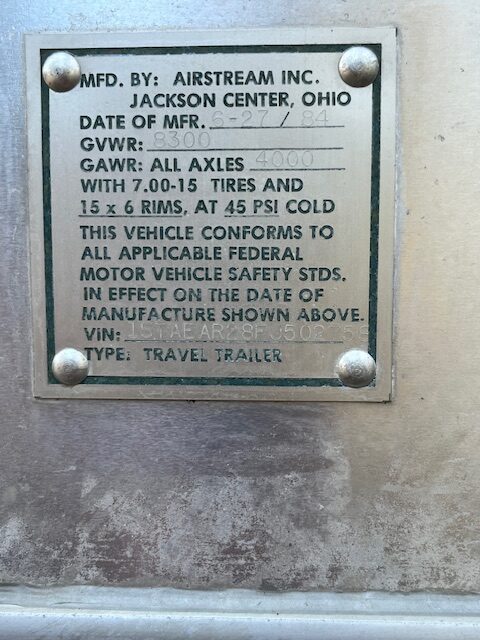 MFD. BY: AIRSTREAM INC.
JACKSON CENTER, OHIO
DATE OF MFR. 6-27 / 84
GVWR: 8300
GAWR: ALL AXLES 4000
WITH 7.00-15 TIRES AND
15 x 6 RIMS, AT 45 PSI COLD
THIS VEHICLE CONFORMS TO
ALL APPLICABLE FEDERAL
MOTOR VEHICLE SAFETY STDS.
IN EFFECT ON THE DATE OF
MANUFACTURE SHOWN ABOVE.
VIN:
TYPE: TRAVEL TRAILER